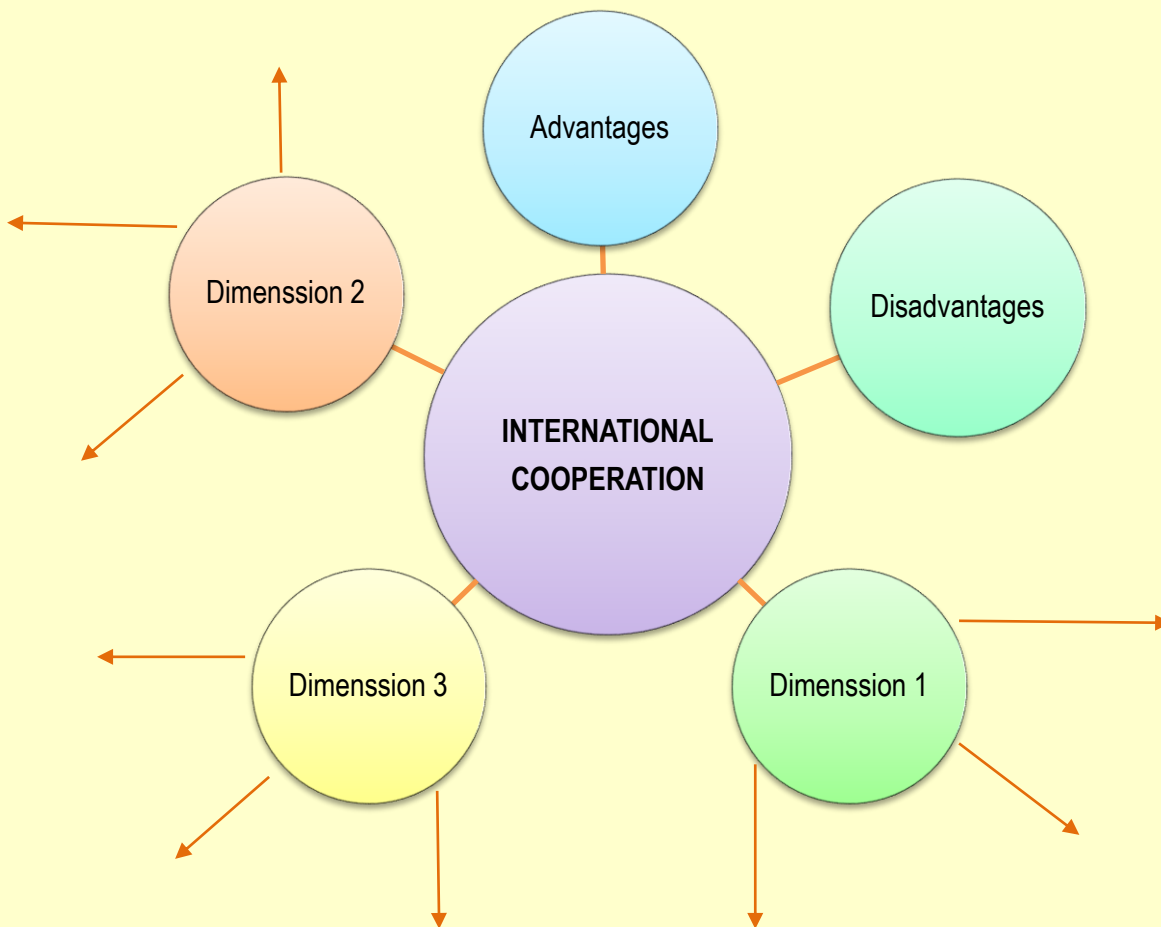 Advantages
Dimenssion 2
Disadvantages
INTERNATIONAL
COOPERATION
Dimenssion 3
Dimenssion 1